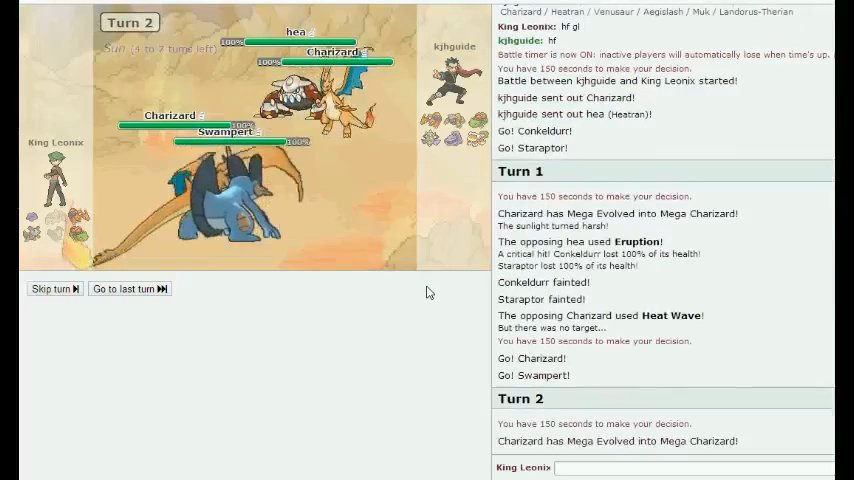 Turn 2
Sun (4 to 7 turns left)
hea
100%
Charizard
100%
kjhguide
Charizard
100%
Swampert
100%
King Leonix
Skip turn
Go to last turn
Charizard / Heatran / Venusaur / Aegislash / Muk / Landorus-Therian
King Leonix: hf gl
kjhguide: hf
Battle timer is now ON: inactive players will automatically lose when time's up.
You have 150 seconds to make your decision.
Battle between kjhguide and King Leonix started!
kjhguide sent out Charizard!
kjhguide sent out hea (Heatran)!
Go! Conkeldurr!
Go! Staraptor!
Turn 1
You have 150 seconds to make your decision.
Charizard has Mega Evolved into Mega Charizard!
The sunlight turned harsh!
The opposing hea used Eruption!
A critical hit! Conkeldurr lost 100% of its health!
Staraptor lost 100% of its health!
Conkeldurr fainted!
Staraptor fainted!
The opposing Charizard used Heat Wave!
But there was no target...
You have 150 seconds to make your decision.
Go! Charizard!
Go! Swampert!
Turn 2
You have 150 seconds to make your decision.
Charizard has Mega Evolved into Mega Charizard!
King Leonix: